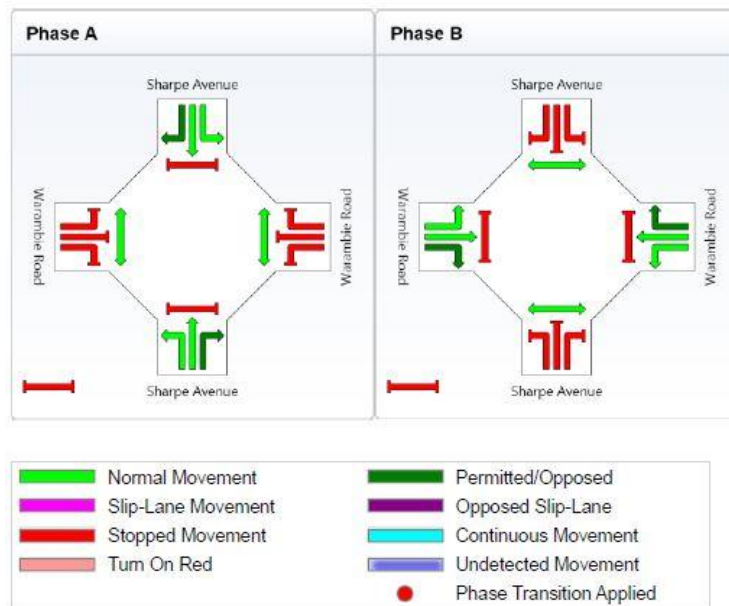 Phase A
Phase B
Sharpe Avenue
Sharpe Avenue
Warambie Road
Warambie Road
Warambie Road
Warambie Road
Sharpe Avenue
Sharpe Avenue
Normal Movement
Permitted/Opposed
Slip-Lane Movement
Opposed Slip-Lane
Stopped Movement
Continuous Movement
Turn On Red
Undetected Movement
Phase Transition Applied